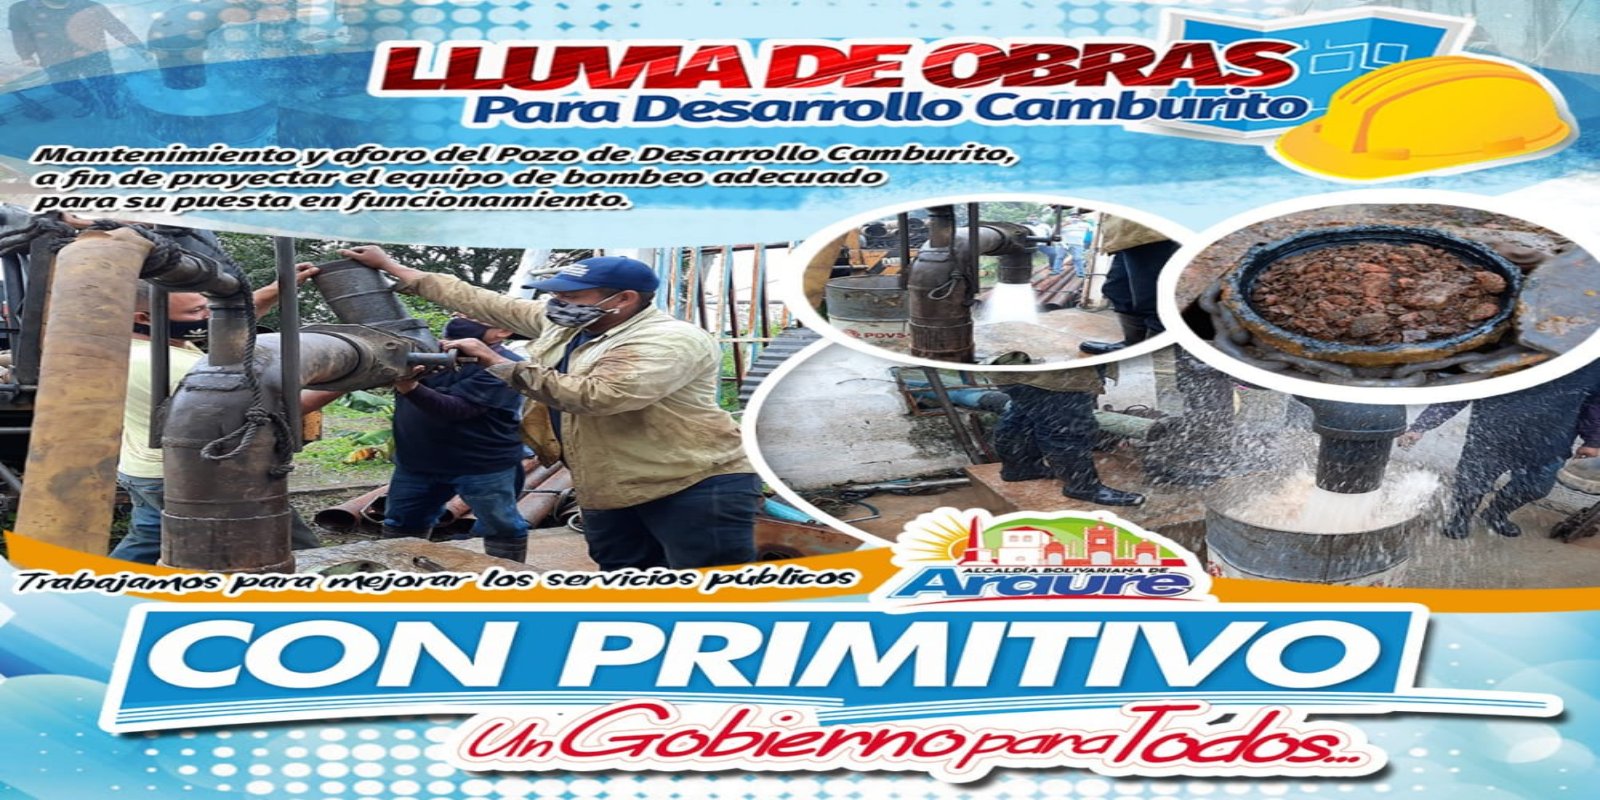 LLUVIA DE OBRAS
Para Desarrollo Camburito
Mantenimiento y aforo del Pozo de Desarrollo Camburito,
a fin de proyectar el equipo de bombeo adecuado
para su puesta en funcionamiento.
PDVS
Trabajamos para mejorar los servicios públicos
ALCALDÍA BOLIVARIANA DE
Araure
CON PRIMITIVO
Un Gobierno para Todos...